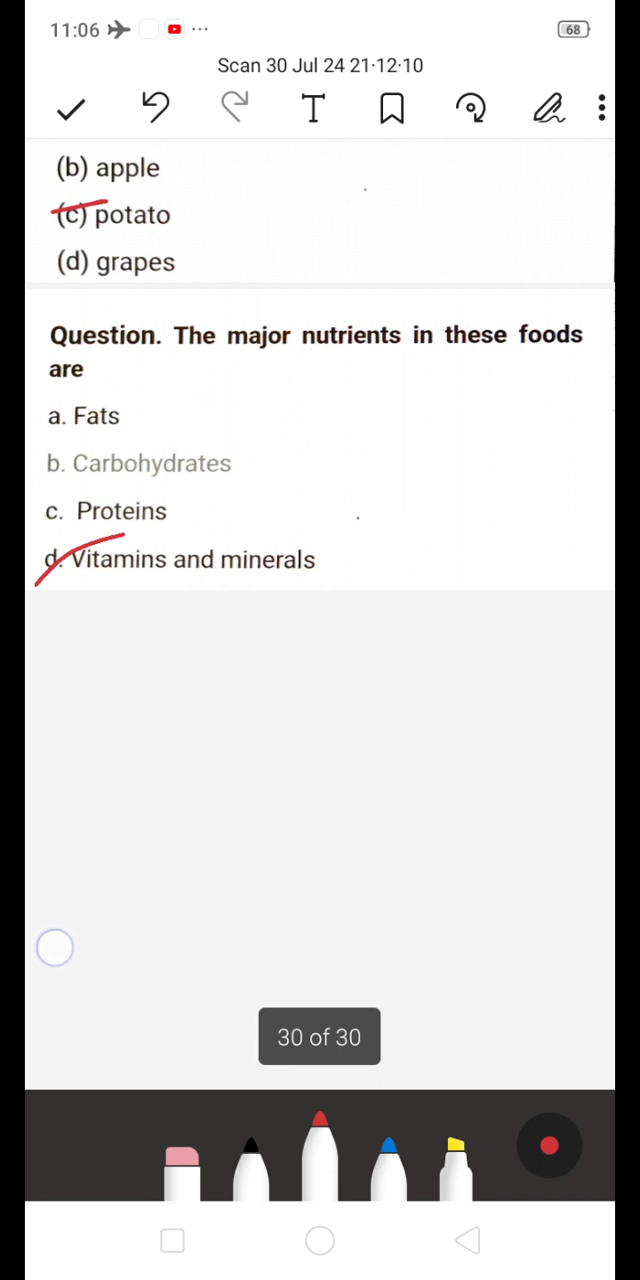 11:06
68
Scan 30 Jul 24 21·12·10
T
(b) apple
(c) potato
(d) grapes
Question. The major nutrients in these foods
are
a. Fats
b. Carbohydrates
c. Proteins
d. Vitamins and minerals
30 of 30